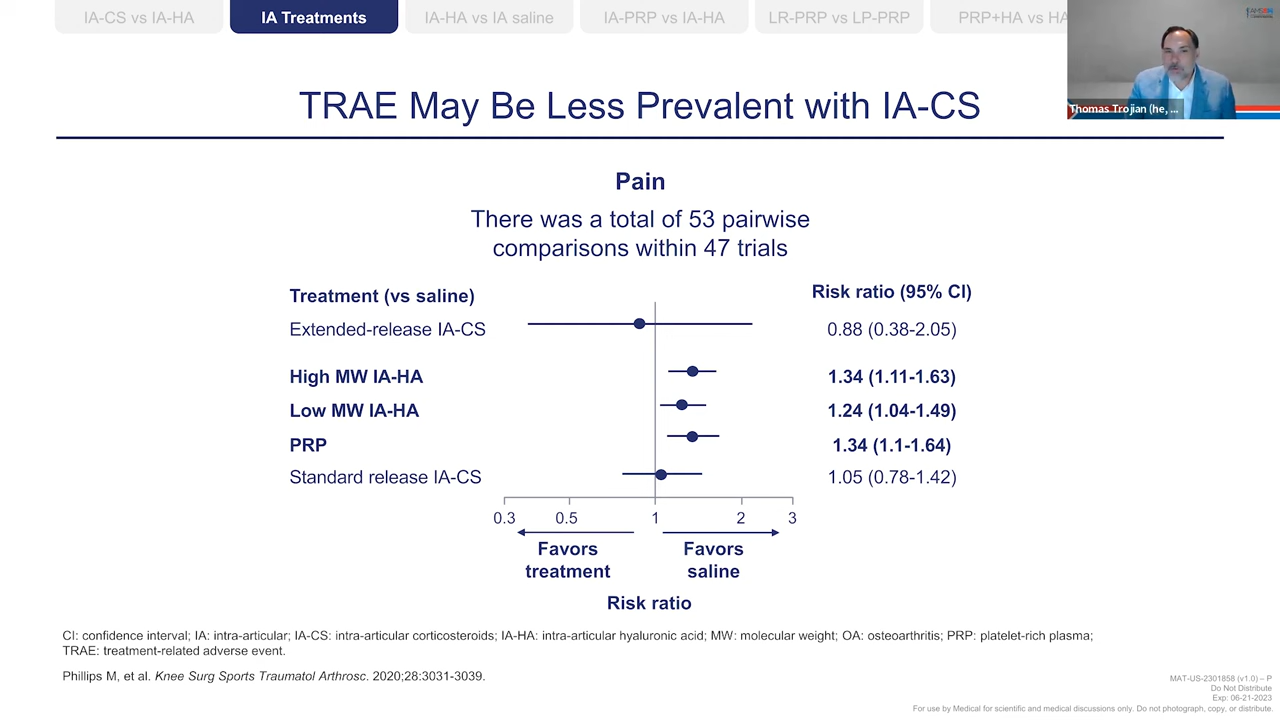 IA-CS vs IA-HA
IA Treatments
IA-HA vs IA saline
IA-PRP vs IA-HA
LR-PRP vs LP-PRP
PRP+HA vs HA
Thomas Trojian (he, ...
TRAE May Be Less Prevalent with IA-CS
Pain
There was a total of 53 pairwise
comparisons within 47 trials
Treatment (vs saline)
Risk ratio (95% CI)
Extended-release IA-CS
0.88 (0.38-2.05)
High MW IA-HA
1.34 (1.11-1.63)
Low MW IA-HA
1.24 (1.04-1.49)
PRP
1.34 (1.1-1.64)
Standard release IA-CS
1.05 (0.78-1.42)
0.3 0.5 1 2 3
Favors
treatment
Favors
saline
Risk ratio
CI: confidence interval; IA: intra-articular; IA-CS: intra-articular corticosteroids; IA-HA: intra-articular hyaluronic acid; MW: molecular weight; OA: osteoarthritis; PRP: platelet-rich plasma;
TRAE: treatment-related adverse event.
Phillips M, et al. Knee Surg Sports Traumatol Arthrosc. 2020;28:3031-3039.
MAT-US-2301858 (v1.0) – P
Do Not Distribute
Exp: 06-21-2023
For use by Medical for scientific and medical discussions only. Do not photograph, copy, or distribute.